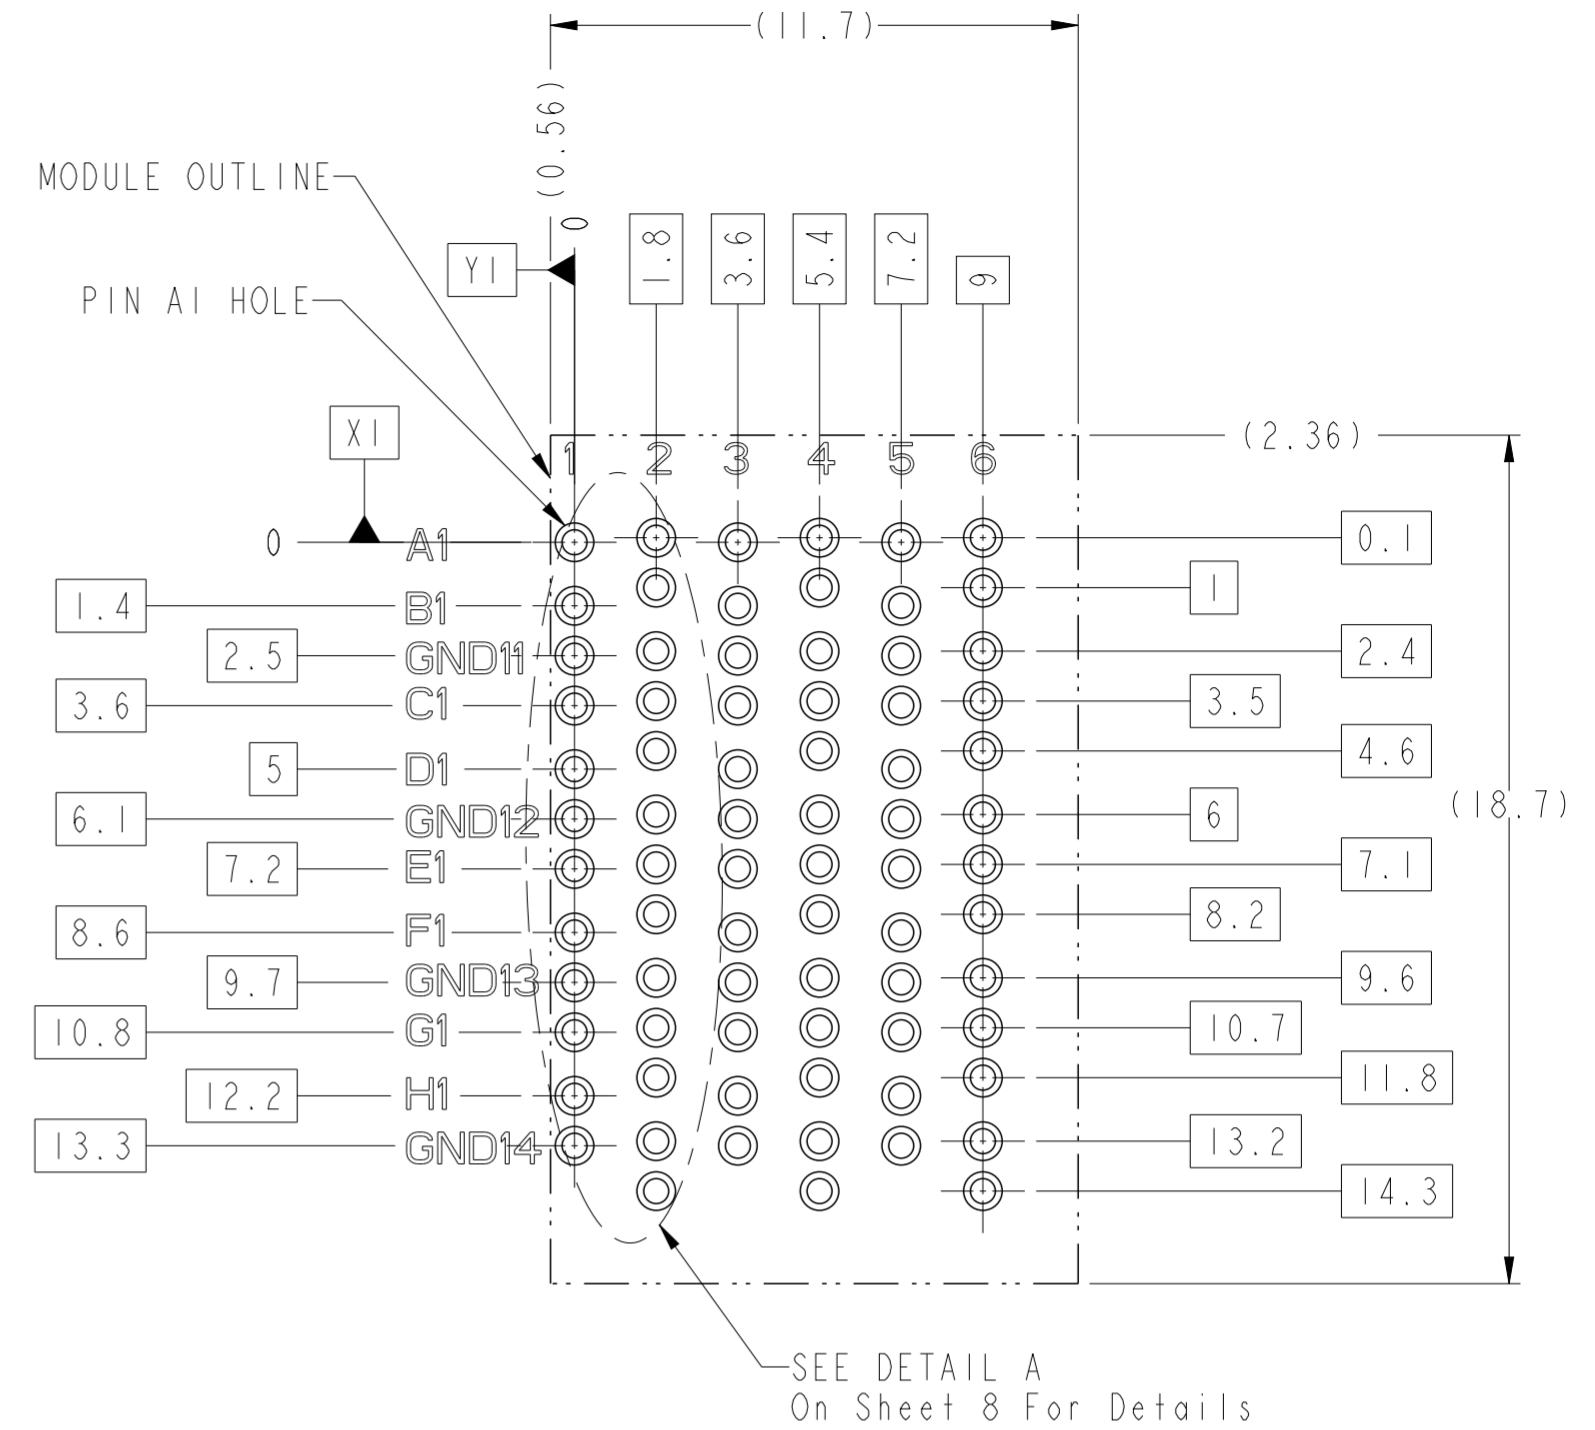 (11.7)
(0.56)
MODULE OUTLINE
0
1.8
3.6
5.4
7.2
9
Y1
PIN A1 HOLE
X1
(2.36)
1 2 3 4 5 6
0 A1 0.1
1
1.4 B1
2.5 GND11 2.4
3.6 C1 3.5
4.6
5 D1
6.1 GND12 6
(18.7)
7.2 E1 7.1
8.2
8.6 F1
9.7 GND13 9.6
10.8 G1 10.7
11.8
12.2 H1
13.3 GND14 13.2
14.3
SEE DETAIL A
On Sheet 8 For Details